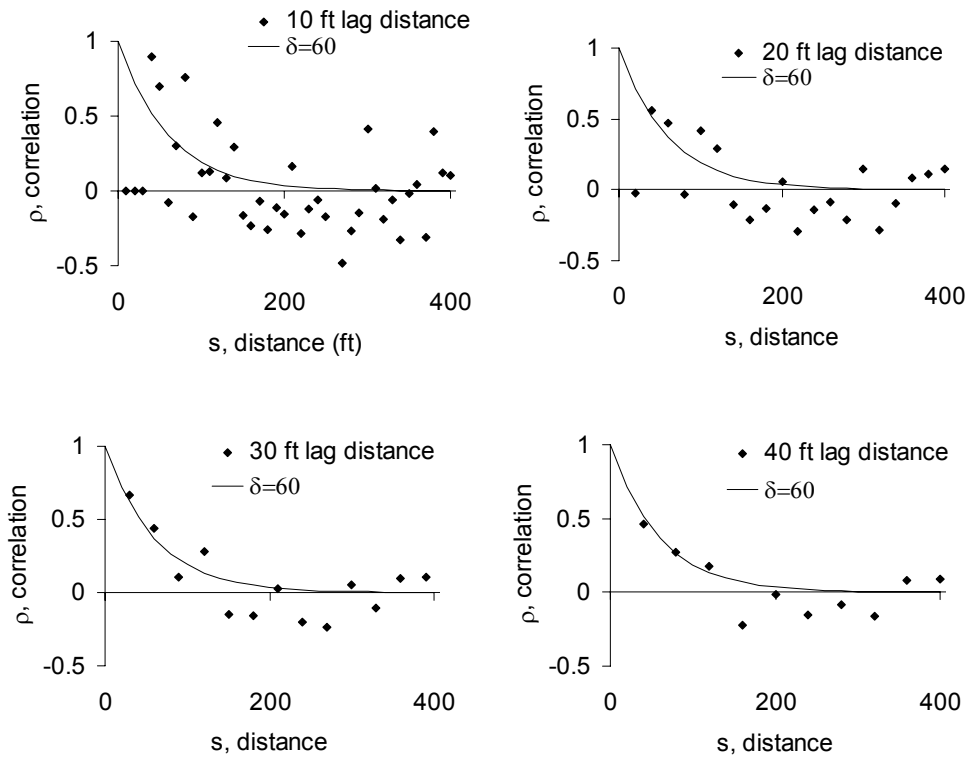 10 ft lag distance
δ=60
1
0.5
0
-0.5
ρ, correlation
0
200
400
s, distance (ft)
20 ft lag distance
δ=60
1
0.5
0
-0.5
ρ, correlation
0
200
400
s, distance
30 ft lag distance
δ=60
1
0.5
0
-0.5
ρ, correlation
0
200
400
s, distance
40 ft lag distance
δ=60
1
0.5
0
-0.5
ρ, correlation
0
200
400
s, distance